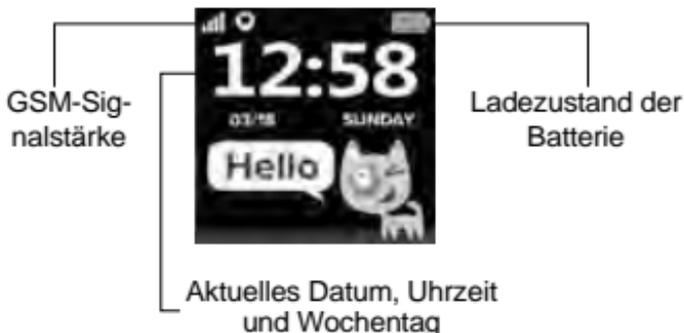 12:58
GSM-Sig-
nalstärke
03/18
SUNDAY
Ladezustand der
Batterie
Hello
Aktuelles Datum, Uhrzeit
und Wochentag